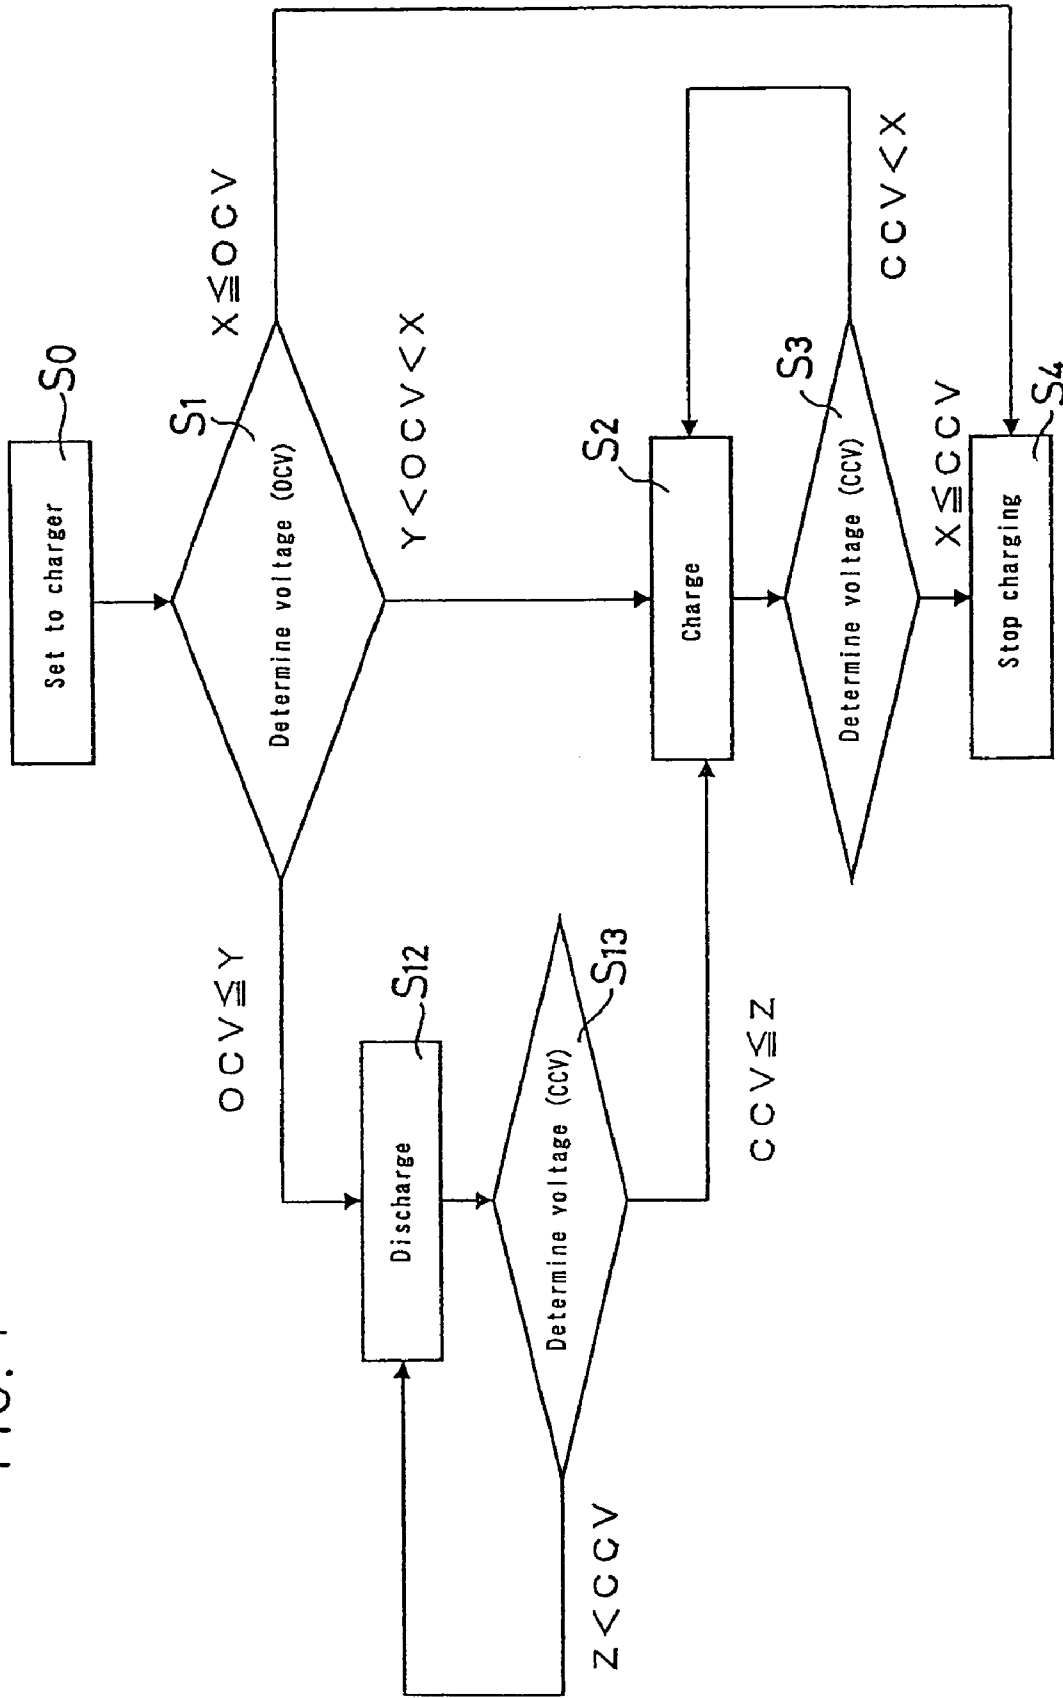 FIG.
Set to charger
S0
S1
Determine voltage (OCV)
X≦OCV
OCV≦Y
Y<OCV<X
Discharge
S12
Determine voltage (CCV)
S13
Z<CCV
CCV≦Z
S2
Charge
S3
Determine voltage (CCV)
CCV<X
X≦CCV
Stop charging
S4